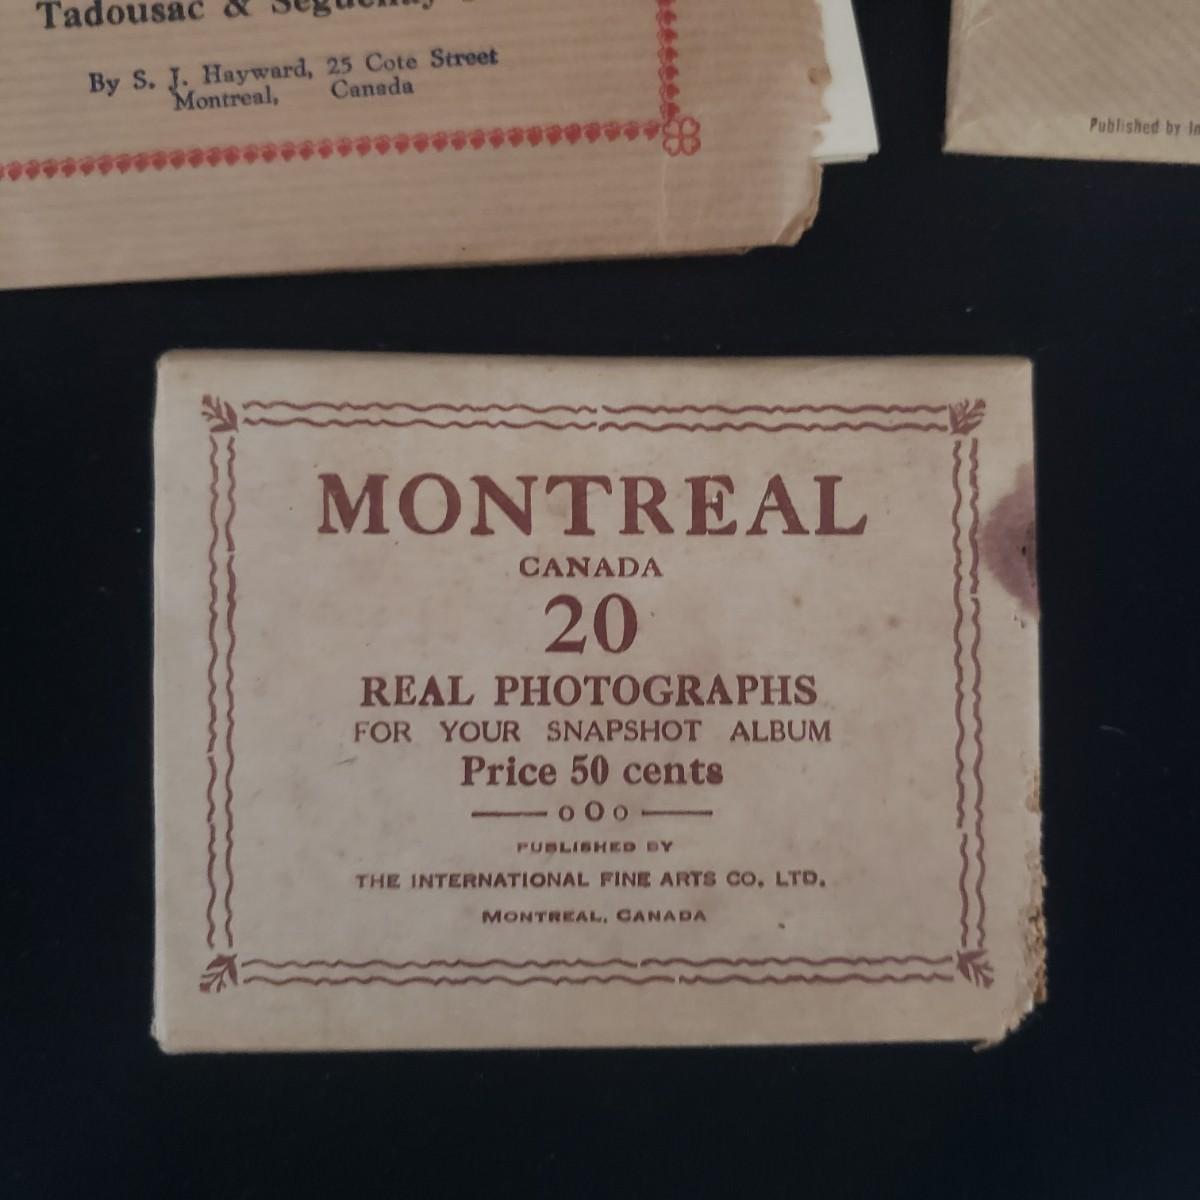 Tadousac &
By S. J. Hayward, 25 Cote Street
Montreal, Canada
Published by
MONTREAL
CANADA
20
REAL PHOTOGRAPHS
FOR YOUR SNAPSHOT ALBUM
Price 50 cents
o O o
PUBLISHED BY
THE INTERNATIONAL FINE ARTS CO. LTD.
MONTREAL, CANADA